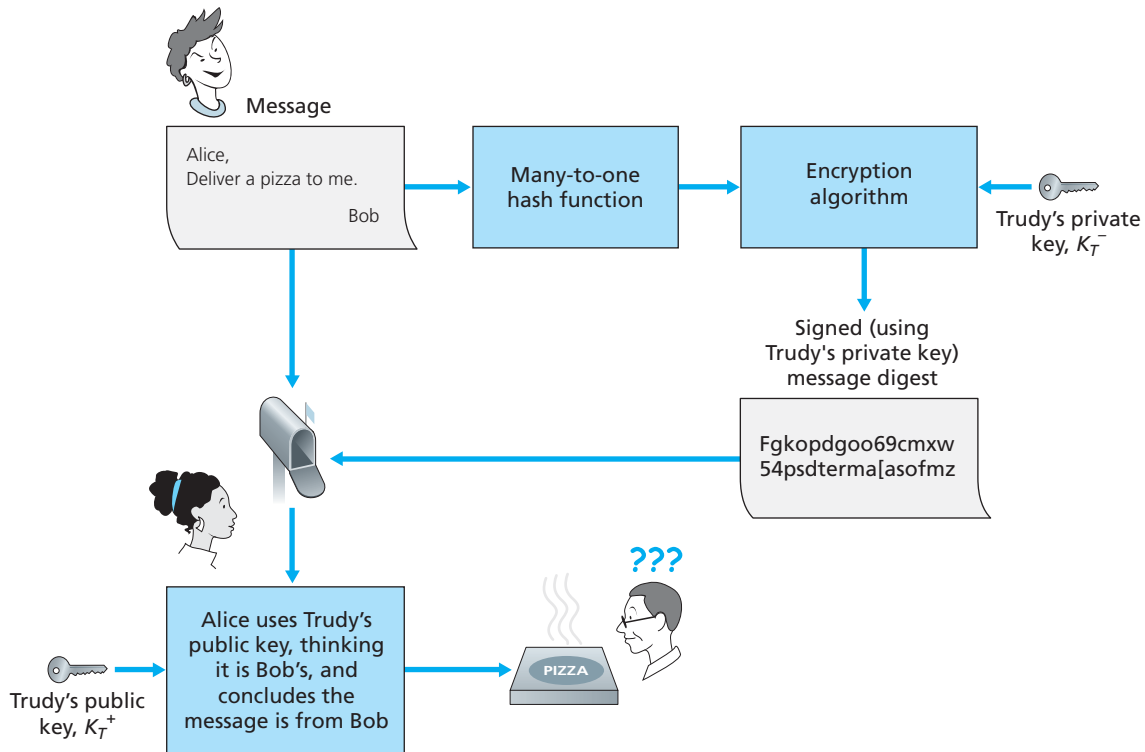 Message
Alice,
Deliver a pizza to me.
Bob
Many-to-one
hash function
Encryption
algorithm
Trudy's private
key, K_T^-
Signed (using
Trudy's private key)
message digest
Fgkopdgoo69cmxw
54psdterma[asofmz
Alice uses Trudy's
public key, thinking
it is Bob's, and
concludes the
message is from Bob
Trudy's public
key, K_T^+
PIZZA
???